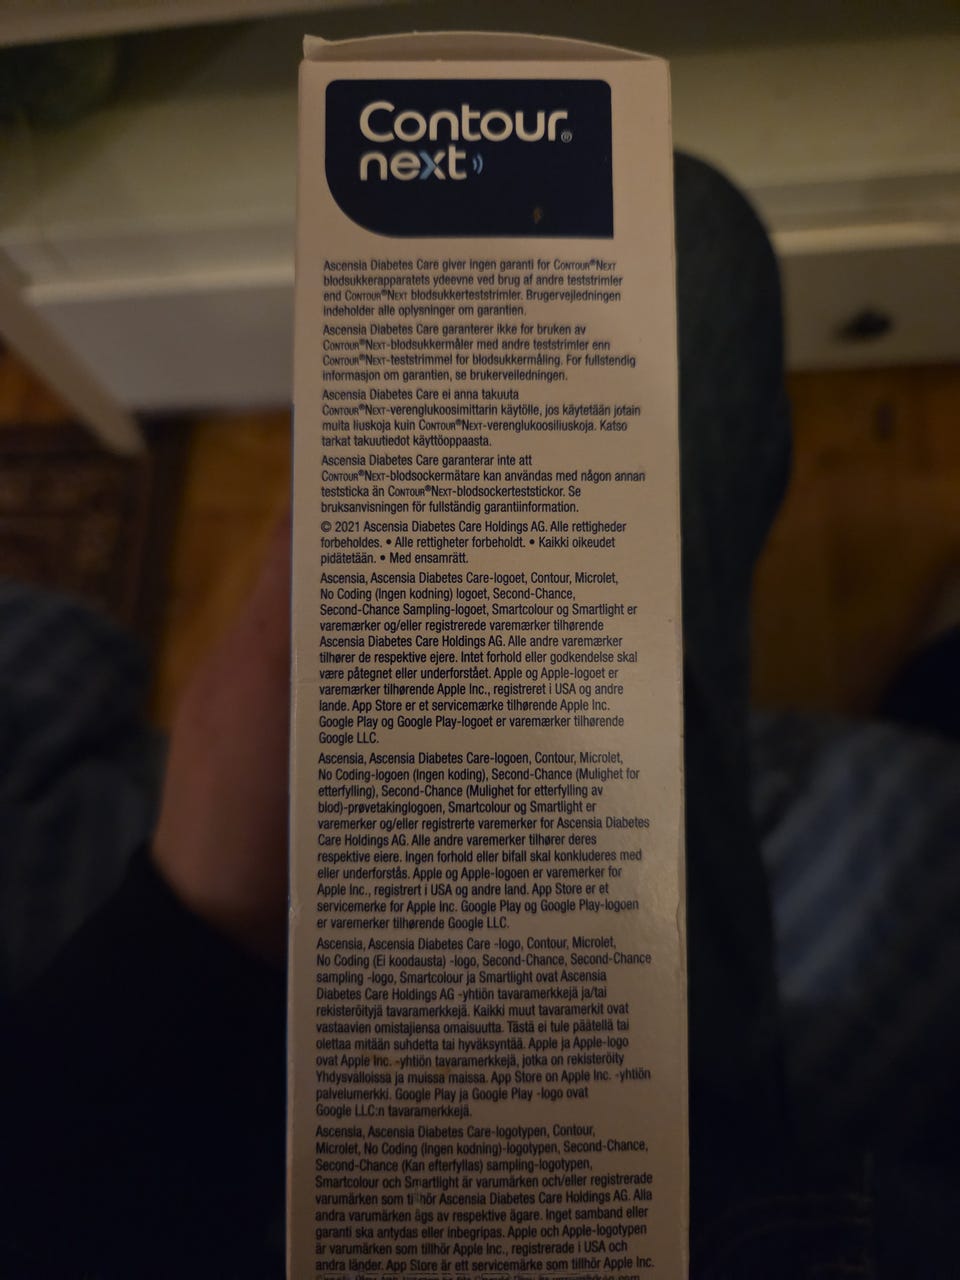 Contour®
next
Ascensia Diabetes Care giver ingen garanti for CONTOUR®NEXT
blodsukkerapparatets ydeevne ved brug af andre teststrimler
end CONTOUR®NEXT blodsukkerteststrimler. Brugervejledningen
indeholder alle oplysninger om garantien.
Ascensia Diabetes Care garanterer ikke for bruken av
CONTOUR®NEXT-blodsukkermåler med andre teststrimler enn
CONTOUR®NEXT-teststrimmel for blodsukkermåling. For fullstendig
informasjon om garantien, se brukerveiledningen.
Ascensia Diabetes Care ei anna takuuta
CONTOUR®NEXT-verenglukoosimittarin käytölle, jos käytetään jotain
muita liuskoja kuin CONTOUR®NEXT-verenglukoosiliuskoja. Katso
tarkat takuutiedot käyttöoppaasta.
Ascensia Diabetes Care garanterar inte att
CONTOUR®NEXT-blodsockermätare kan användas med någon annan
teststicka än CONTOUR®NEXT-blodsockerteststickor. Se
bruksanvisningen för fullständig garantiinformation.
© 2021 Ascensia Diabetes Care Holdings AG. Alle rettigheder
forbeholdes. • Alle rettigheter forbeholdt. • Kaikki oikeudet
pidätetään. • Med ensamrätt.
Ascensia, Ascensia Diabetes Care-logoet, Contour, Microlet,
No Coding (Ingen kodning) logoet, Second-Chance,
Second-Chance Sampling-logoet, Smartcolour og Smartlight er
varemærker og/eller registrerede varemærker tilhørende
Ascensia Diabetes Care Holdings AG. Alle andre varemærker
tilhører de respektive ejere. Intet forhold eller godkendelse skal
være påtegnet eller underforstået. Apple og Apple-logoet er
varemærker tilhørende Apple Inc., registreret i USA og andre
lande. App Store er et servicemærke tilhørende Apple Inc.
Google Play og Google Play-logoet er varemærker tilhørende
Google LLC.
Ascensia, Ascensia Diabetes Care-logoen, Contour, Microlet,
No Coding-logoen (Ingen koding), Second-Chance (Mulighet for
etterfylling), Second-Chance (Mulighet for etterfylling av
blod)-prøvetakinglogoen, Smartcolour og Smartlight er
varemerker og/eller registrerte varemerker for Ascensia Diabetes
Care Holdings AG. Alle andre varemerker tilhører deres
respektive eiere. Ingen forhold eller bifall skal konkluderes med
eller underforstås. Apple og Apple-logoen er varemerker for
Apple Inc., registrert i USA og andre land. App Store er et
servicemerke for Apple Inc. Google Play og Google Play-logoen
er varemerker tilhørende Google LLC.
Ascensia, Ascensia Diabetes Care -logo, Contour, Microlet,
No Coding (Ei koodausta) -logo, Second-Chance, Second-Chance
sampling -logo, Smartcolour ja Smartlight ovat Ascensia
Diabetes Care Holdings AG -yhtiön tavaramerkkejä ja/tai
rekisteröityjä tavaramerkkejä. Kaikki muut tavaramerkit ovat
vastaavien omistajiensa omaisuutta. Tästä ei tule päätellä tai
olettaa mitään suhdetta tai hyväksyntää. Apple ja Apple-logo
ovat Apple Inc. -yhtiön tavaramerkkejä, jotka on rekisteröity
Yhdysvalloissa ja muissa maissa. App Store on Apple Inc. -yhtiön
palvelumerkki. Google Play ja Google Play -logo ovat
Google LLC:n tavaramerkkejä.
Ascensia, Ascensia Diabetes Care-logotypen, Contour,
Microlet, No Coding (Ingen kodning)-logotypen, Second-Chance,
Second-Chance (Kan efterfyllas) sampling-logotypen,
Smartcolour och Smartlight är varumärken och/eller registrerade
varumärken som tillhör Ascensia Diabetes Care Holdings AG. Alla
andra varumärken ägs av respektive ägare. Inget samband eller
garanti ska antydas eller inbegripas. Apple och Apple-logotypen
är varumärken som tillhör Apple Inc., registrerade i USA och
andra länder. App Store är ett servicemärke som tillhör Apple Inc.